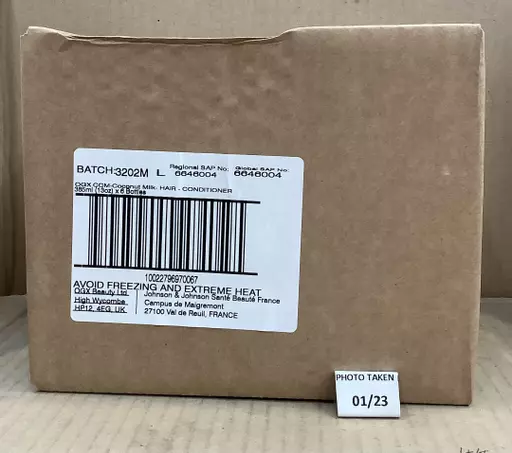 BATCH:3202M L Regional SAP No: 6646004 Global SAP No: 6646004
OGX CGM-Coconut Milk. HAIR - CONDITIONER
385ml (13oz) x 6 Bottles
10022796970067
AVOID FREEZING AND EXTREME HEAT
OGX Beauty Ltd.
High Wycombe,
HP12, 4EG, UK
Johnson & Johnson Santé Beauté France
Campus de Maigremont
27100 Val de Reuil, FRANCE
PHOTO TAKEN
01/23